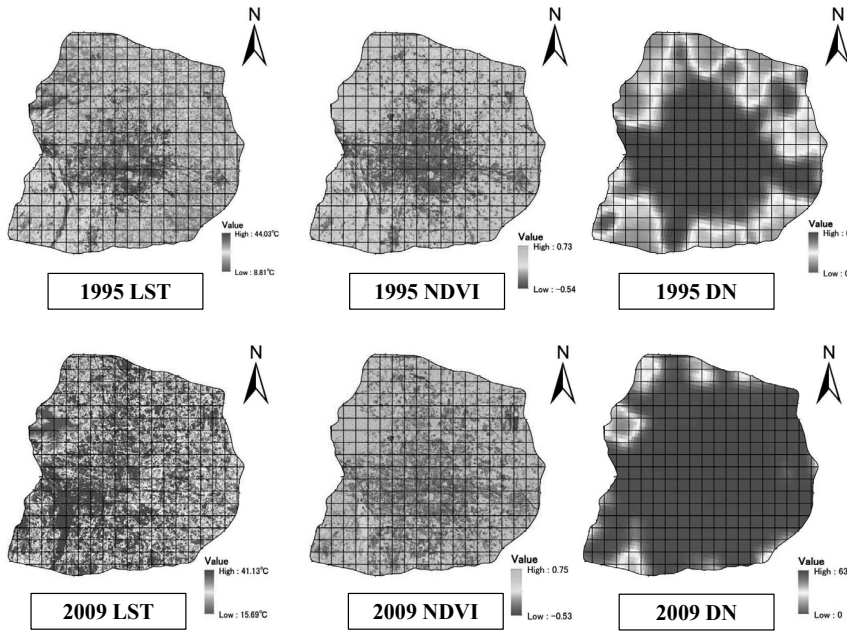 N
N
N
Value
High : 44.03℃
Low : 8.81℃
Value
High : 0.73
Low : -0.54
Value
High :
Low :
1995 LST
1995 NDVI
1995 DN
N
N
N
Value
High : 41.13℃
Low : 15.69℃
Value
High : 0.75
Low : -0.53
Value
High : 63
Low : 0
2009 LST
2009 NDVI
2009 DN